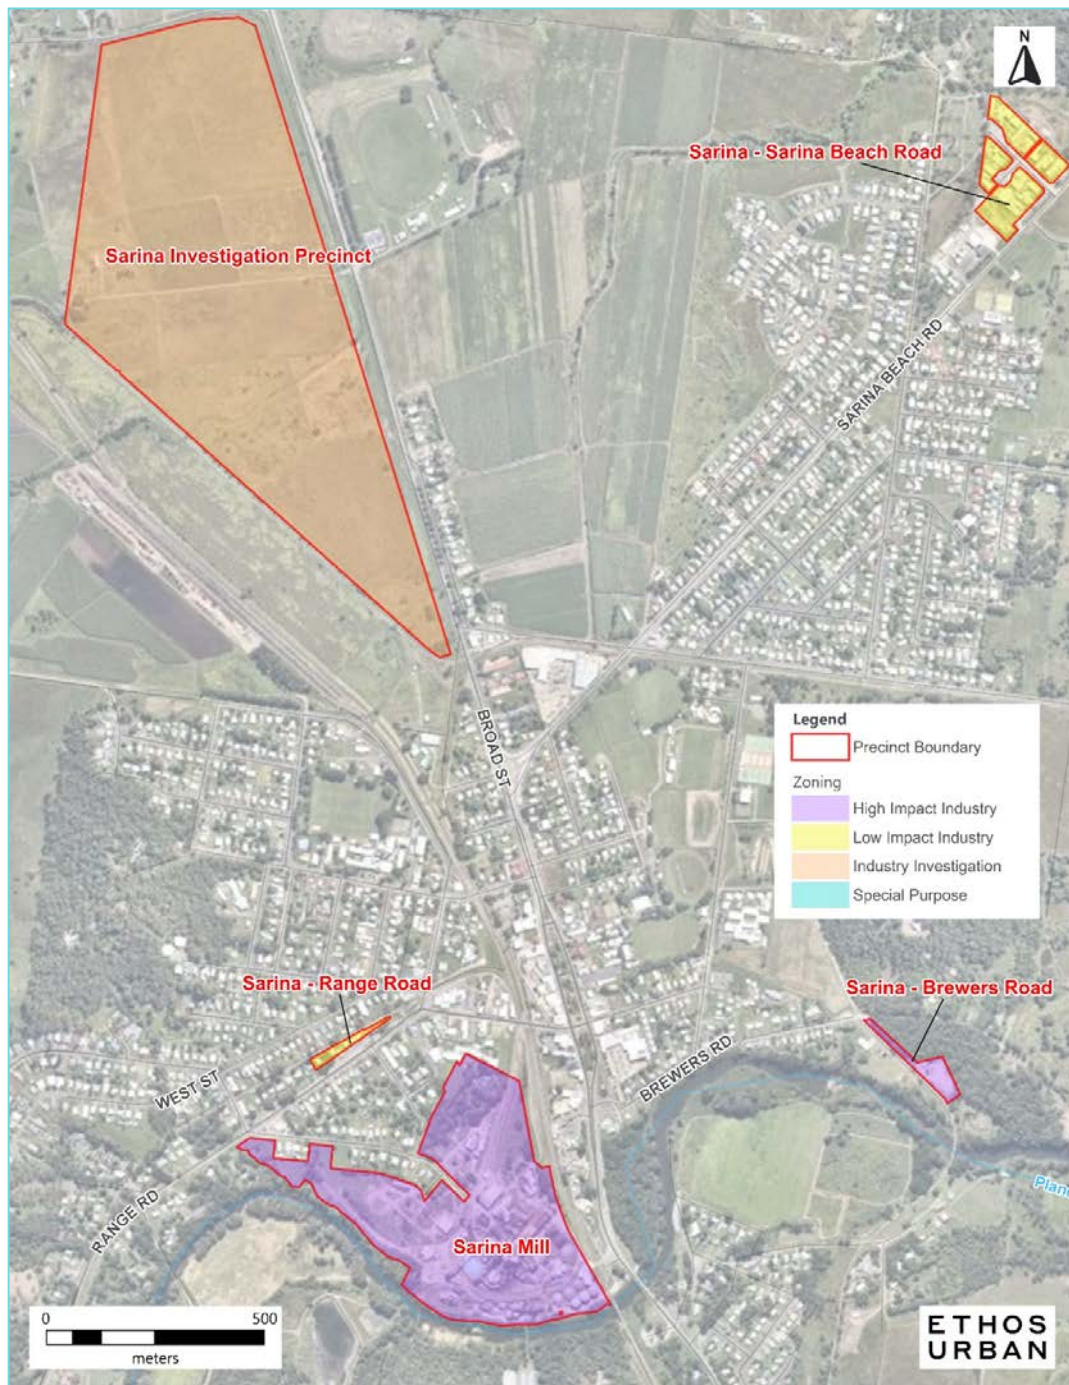 N
Sarina - Sarina Beach Road
Sarina Investigation Precinct
SARINA BEACH RD
BROAD ST
Legend
Precinct Boundary
Zoning
High Impact Industry
Low Impact Industry
Industry Investigation
Special Purpose
Sarina - Range Road
Sarina - Brewers Road
WEST ST
BREWERS RD
RANGE RD
Plane
Sarina Mill
0 500
meters
ETHOS
URBAN